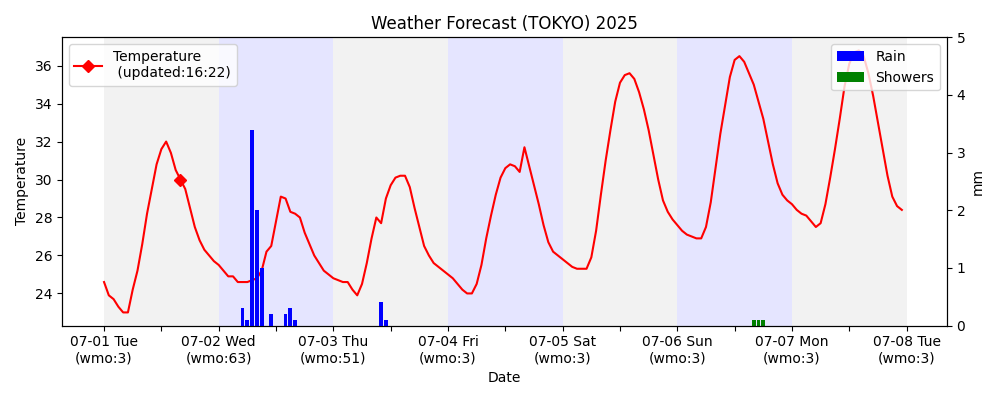 Weather Forecast (TOKYO) 2025
Temperature
(updated:16:22)
Rain
Showers
36
34
32
30
28
26
24
Temperature
5
4
3
2
1
0
mm
07-01 Tue
(wmo:3)
07-02 Wed
(wmo:63)
07-03 Thu
(wmo:51)
07-04 Fri
(wmo:3)
07-05 Sat
(wmo:3)
07-06 Sun
(wmo:3)
07-07 Mon
(wmo:3)
07-08 Tue
(wmo:3)
Date